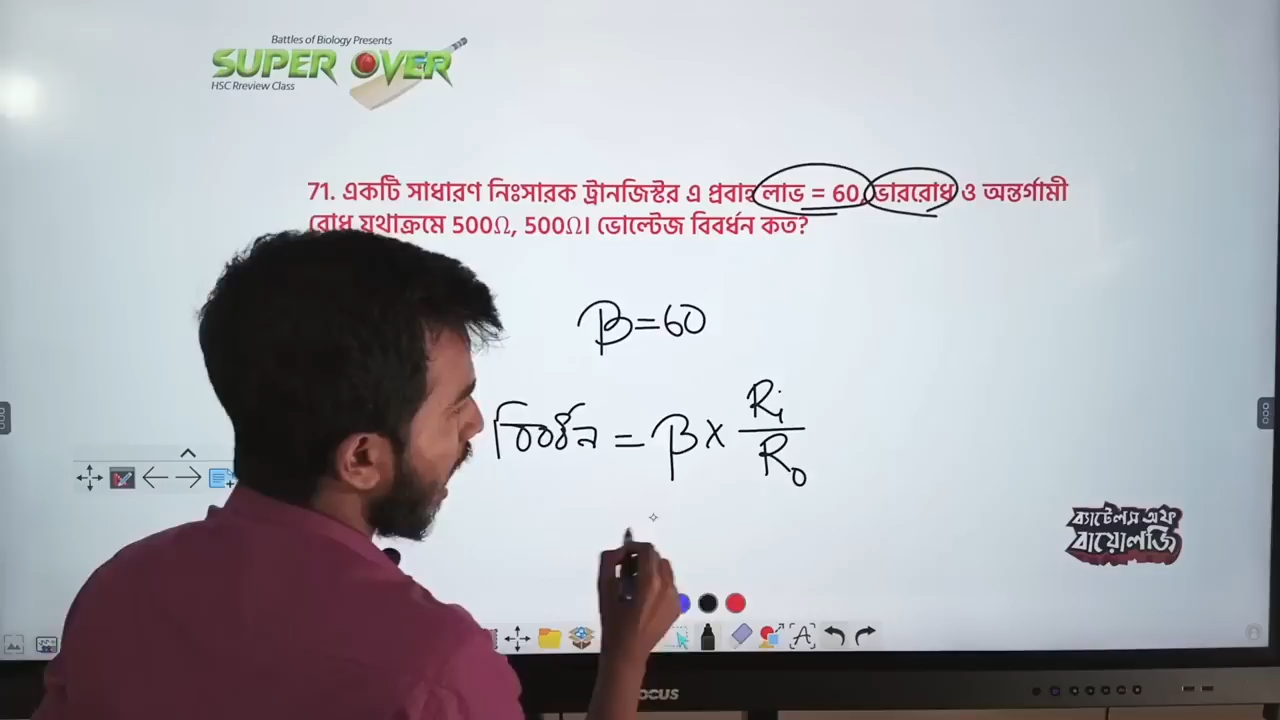 Battles of Biology Presents
SUPER OVER
HSC Rreview Class
71. একটি সাধারণ নিঃসারক ট্রানজিস্টর এ প্রবাহ লাভ = 60, ভাররোধ ও অন্তর্গামী
রোধ যথাক্রমে 500Ω, 500Ω। ভোল্টেজ বিবর্ধন কত?
β = 60
বিবর্ধন = β × Ri / Ro
ব্যাটেলস অফ
বায়োলজি